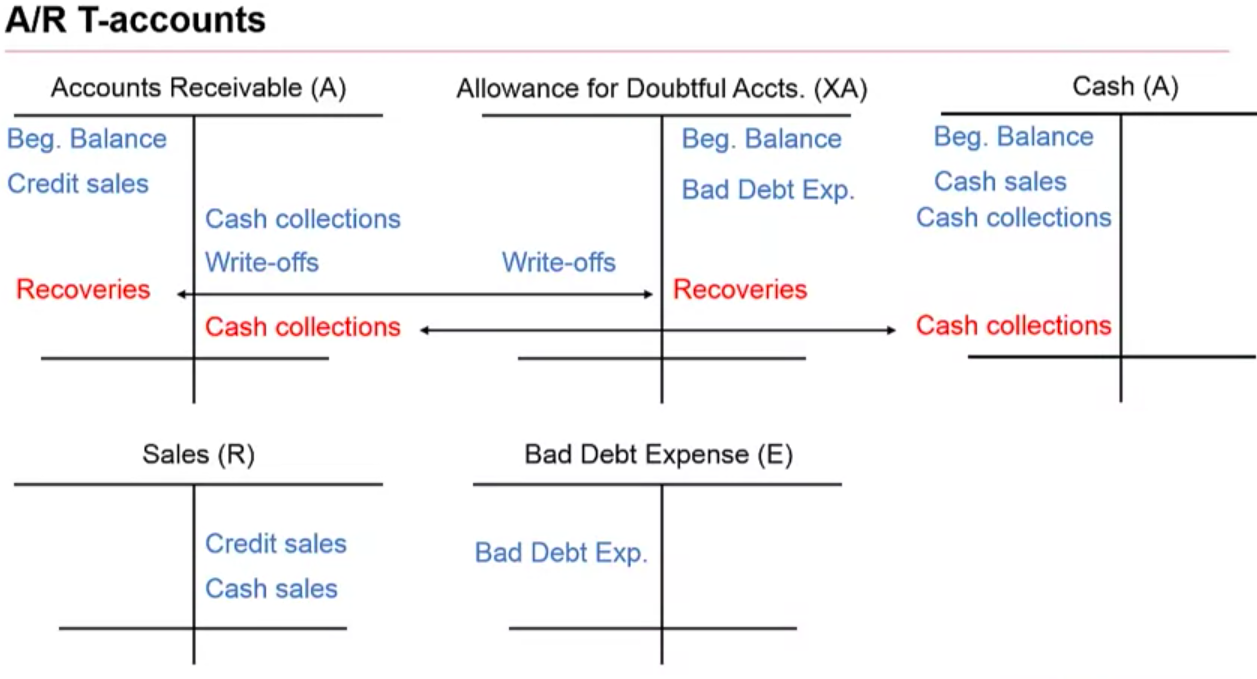 A/R T-accounts
Accounts Receivable (A)
Beg. Balance
Credit sales
Cash collections
Write-offs
Recoveries
Cash collections
Allowance for Doubtful Accts. (XA)
Beg. Balance
Bad Debt Exp.
Write-offs
Recoveries
Cash (A)
Beg. Balance
Cash sales
Cash collections
Cash collections
Sales (R)
Credit sales
Cash sales
Bad Debt Expense (E)
Bad Debt Exp.